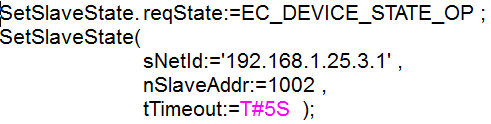 SetSlaveState. reqState:=EC_DEVICE_STATE_OP ;
SetSlaveState(
sNetId:='192.168.1.25.3.1' ,
nSlaveAddr:=1002 ,
tTimeout:=T#5S );